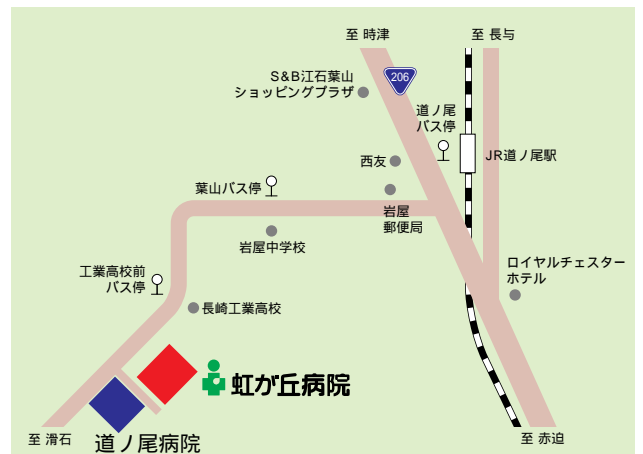 至 時津
至 長与
S&B江石葉山
ショッピングプラザ
206
道ノ尾
バス停
西友
JR道ノ尾駅
葉山バス停
岩屋
郵便局
岩屋中学校
ロイヤルチェスター
ホテル
工業高校前
バス停
長崎工業高校
虹が丘病院
至 滑石
道ノ尾病院
至 赤迫